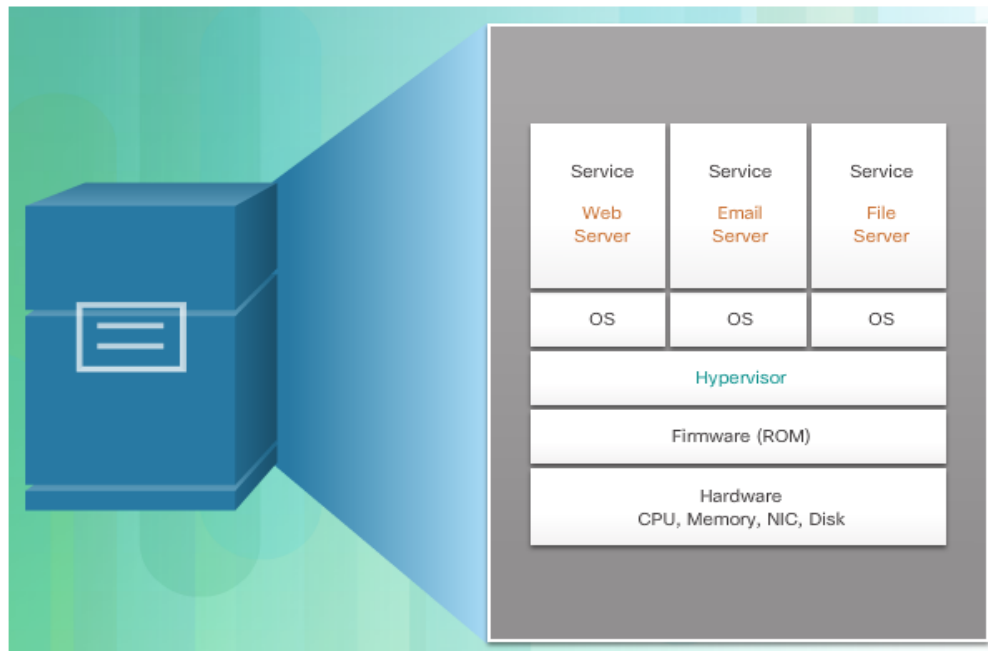 Service
Web
Server
Service
Email
Server
Service
File
Server
OS
OS
OS
Hypervisor
Firmware (ROM)
Hardware
CPU, Memory, NIC, Disk